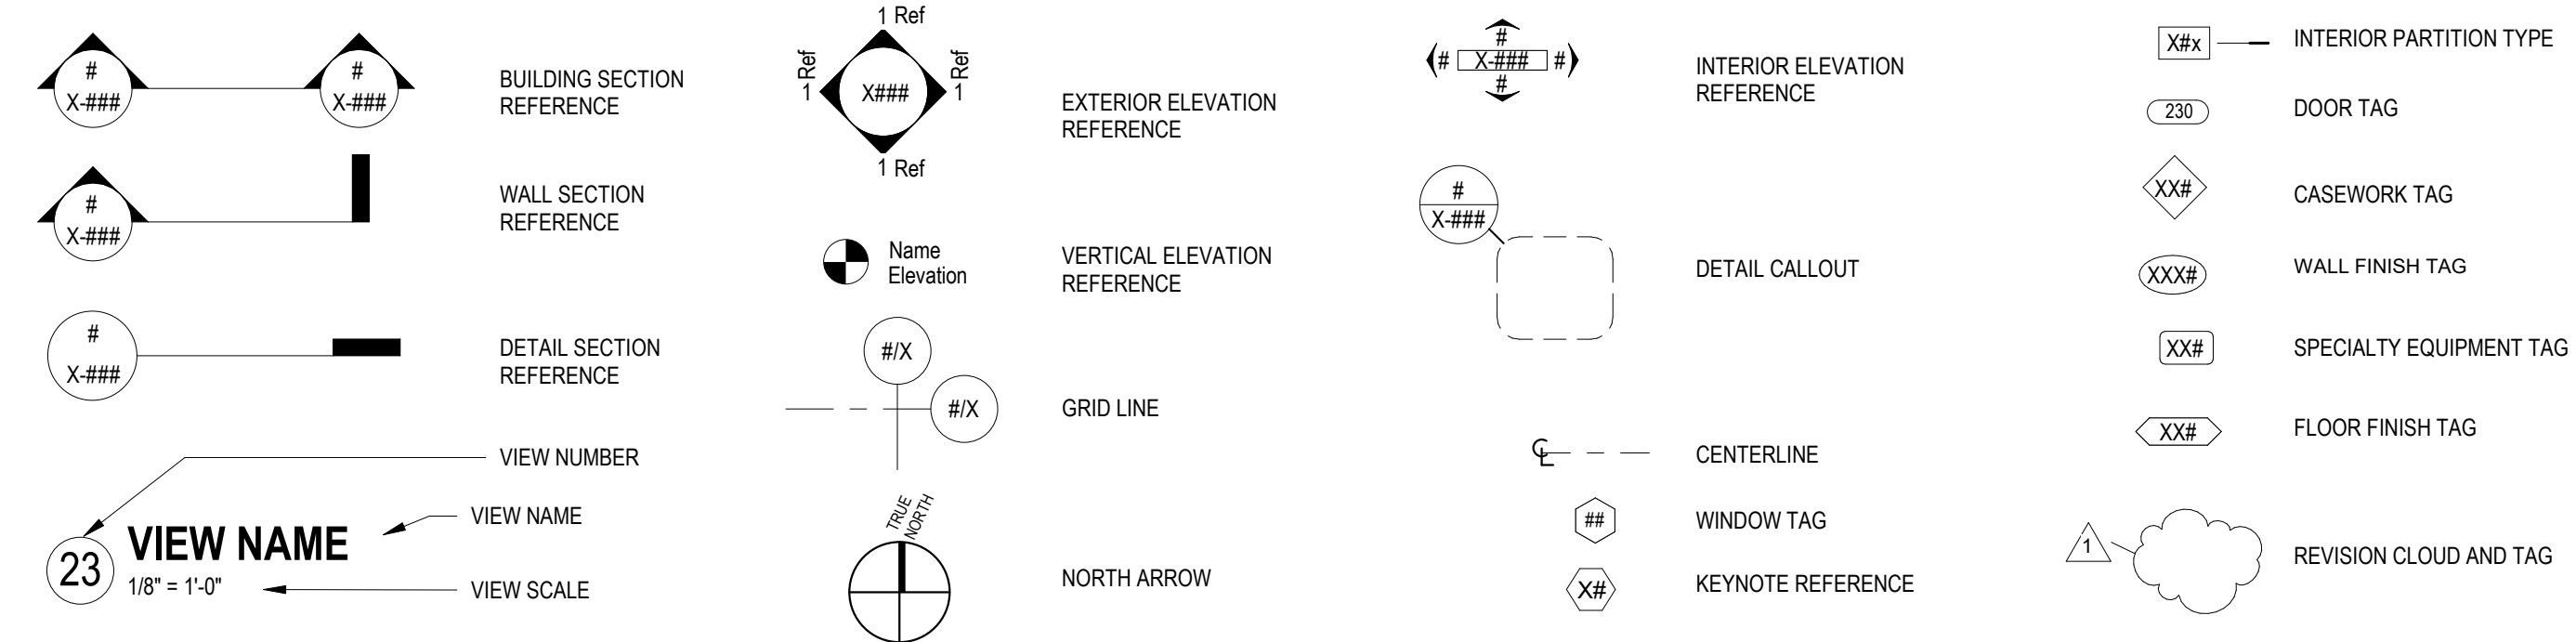 #
X-###
#
X-###
BUILDING SECTION
REFERENCE
#
X-###
WALL SECTION
REFERENCE
#
X-###
DETAIL SECTION
REFERENCE
VIEW NUMBER
VIEW NAME
23
VIEW NAME
1/8" = 1'-0"
VIEW SCALE
1 Ref
1 Ref
X###
1 Ref
1 Ref
EXTERIOR ELEVATION
REFERENCE
Name
Elevation
VERTICAL ELEVATION
REFERENCE
#/X
#/X
GRID LINE
TRUE
NORTH
NORTH ARROW
#
# X-### #
#
INTERIOR ELEVATION
REFERENCE
#
X-###
DETAIL CALLOUT
CL
CENTERLINE
##
WINDOW TAG
X#
KEYNOTE REFERENCE
X#x
INTERIOR PARTITION TYPE
230
DOOR TAG
XX#
CASEWORK TAG
XXX#
WALL FINISH TAG
XX#
SPECIALTY EQUIPMENT TAG
XX#
FLOOR FINISH TAG
1
REVISION CLOUD AND TAG